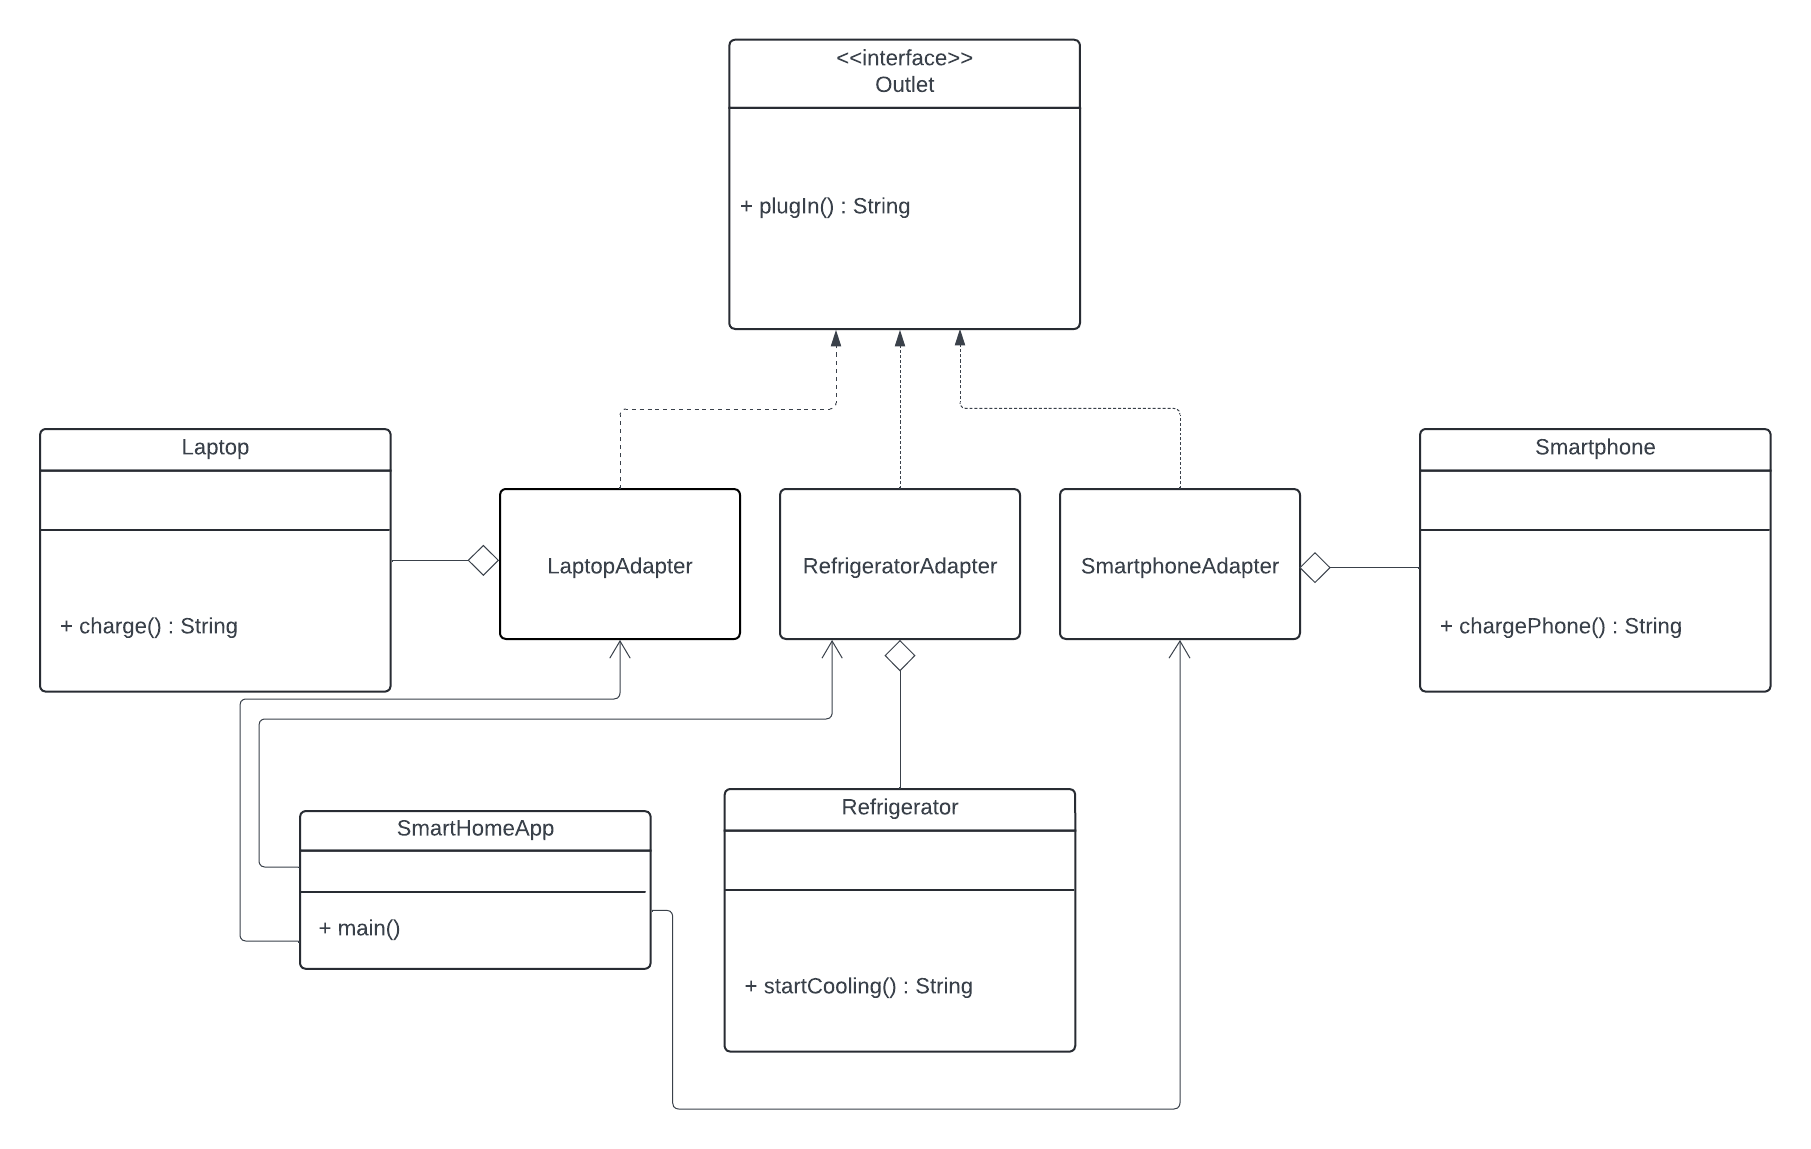 <<interface>>
Outlet
+ plugIn() : String
Laptop
+ charge() : String
LaptopAdapter
RefrigeratorAdapter
SmartphoneAdapter
Smartphone
+ chargePhone() : String
SmartHomeApp
+ main()
Refrigerator
+ startCooling() : String